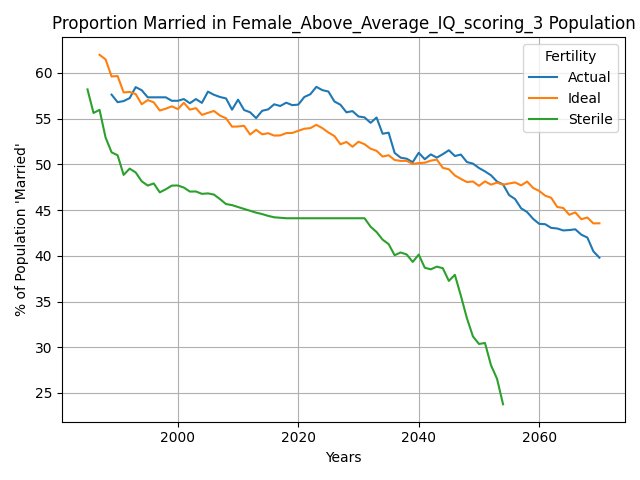 Proportion Married in Female_Above_Average_IQ_scoring_3 Population
% of Population 'Married'
60
55
50
45
40
35
30
25
Fertility
Actual
Ideal
Sterile
2000
2020
2040
2060
Years